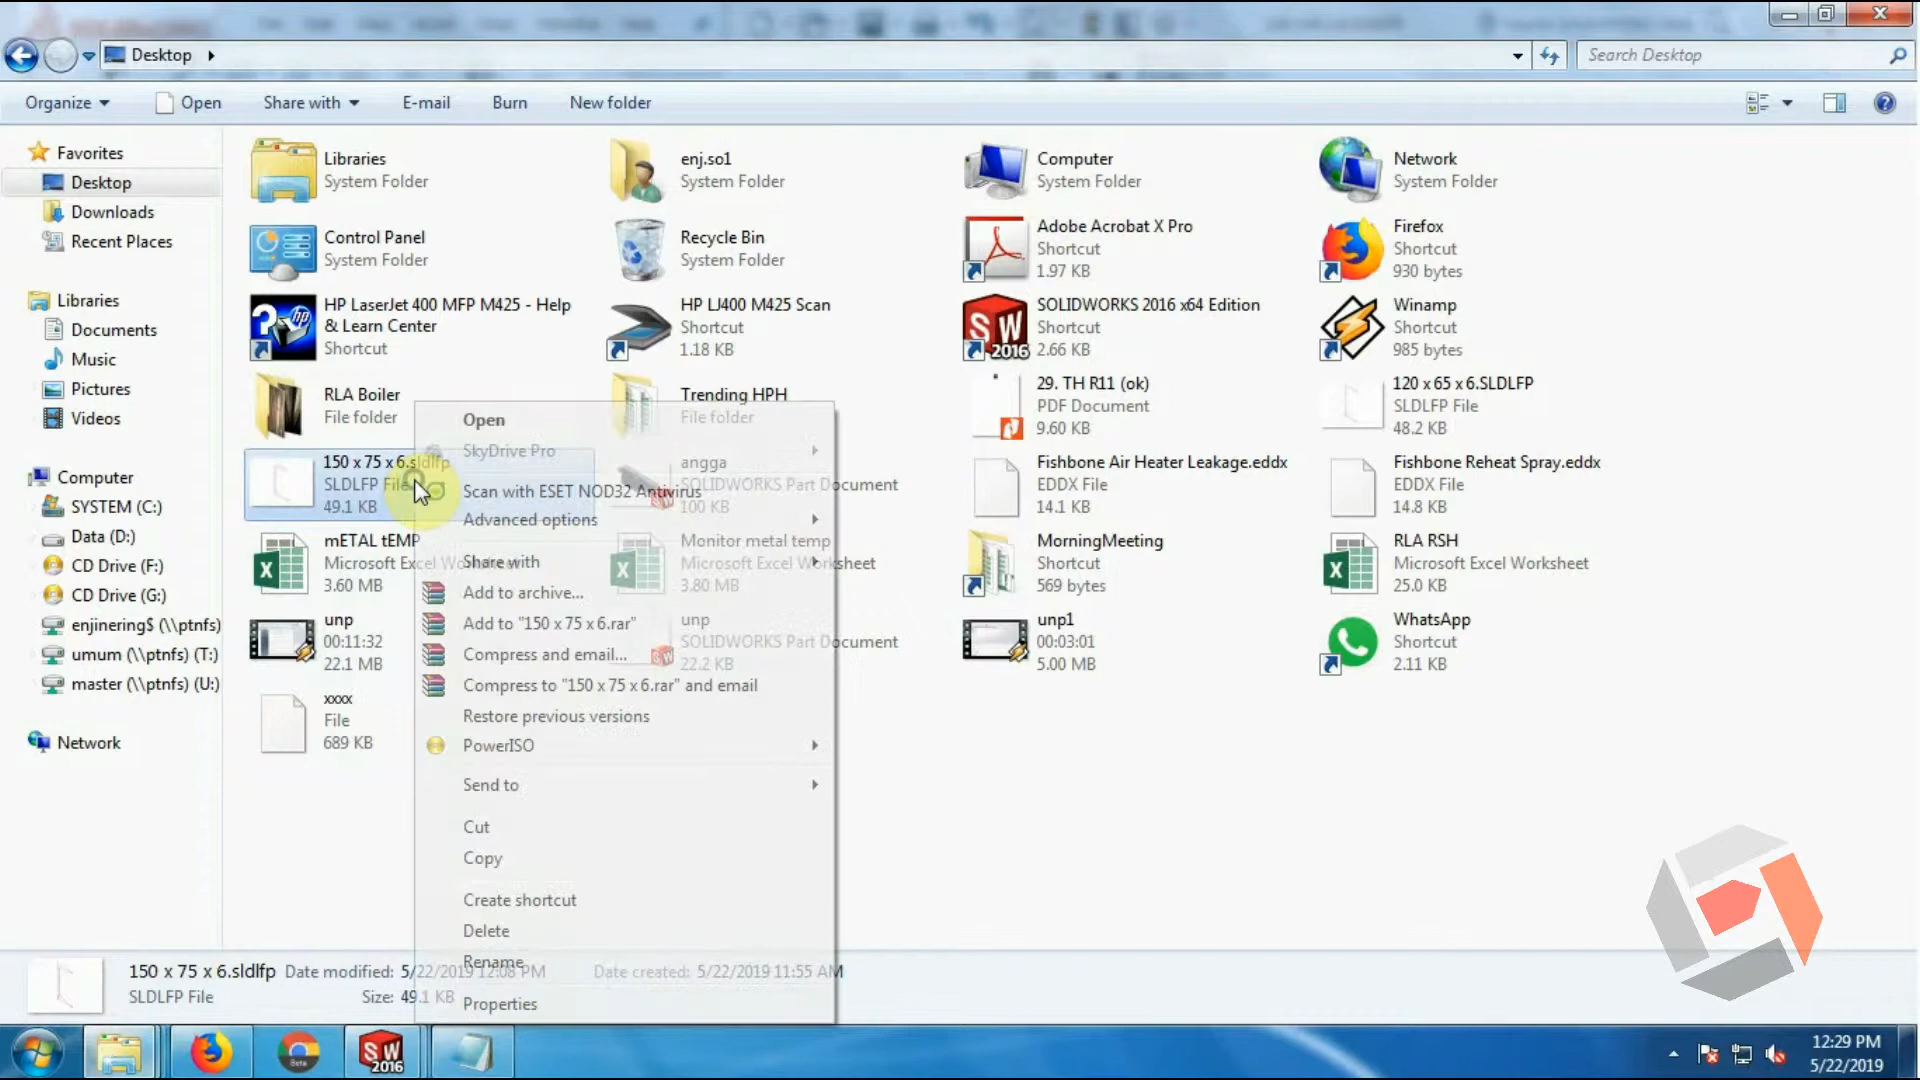 Desktop
Search Desktop
Organize
Open
Share with
E-mail
Burn
New folder
Favorites
Desktop
Downloads
Recent Places
Libraries
Documents
Music
Pictures
Videos
Computer
SYSTEM (C:)
Data (D:)
CD Drive (F:)
CD Drive (G:)
enjinering$ (\\ptnfs)
umum (\\ptnfs) (T:)
master (\\ptnfs) (U:)
Network
Libraries
System Folder
enj.so1
System Folder
Computer
System Folder
Network
System Folder
Control Panel
System Folder
Recycle Bin
System Folder
Adobe Acrobat X Pro
Shortcut
1.97 KB
Firefox
Shortcut
930 bytes
HP LaserJet 400 MFP M425 - Help
& Learn Center
Shortcut
HP LJ400 M425 Scan
Shortcut
1.18 KB
SOLIDWORKS 2016 x64 Edition
Shortcut
2.66 KB
Winamp
Shortcut
985 bytes
RLA Boiler
File folder
Trending HPH
File folder
29. TH R11 (ok)
PDF Document
9.60 KB
120 x 65 x 6.SLDLFP
SLDLFP File
48.2 KB
150 x 75 x 6.sldlfp
SLDLFP File
49.1 KB
angga
SOLIDWORKS Part Document
100 KB
Fishbone Air Heater Leakage.eddx
EDDX File
14.1 KB
Fishbone Reheat Spray.eddx
EDDX File
14.8 KB
mETAL tEMP
Microsoft Excel Worksheet
3.60 MB
Monitor metal temp
Microsoft Excel Worksheet
3.80 MB
MorningMeeting
Shortcut
569 bytes
RLA RSH
Microsoft Excel Worksheet
25.0 KB
unp
00:11:32
22.1 MB
unp
SOLIDWORKS Part Document
22.2 KB
unp1
00:03:01
5.00 MB
WhatsApp
Shortcut
2.11 KB
xxxx
File
689 KB
Open
SkyDrive Pro
Scan with ESET NOD32 Antivirus
Advanced options
Share with
Add to archive...
Add to "150 x 75 x 6.rar"
Compress and email...
Compress to "150 x 75 x 6.rar" and email
Restore previous versions
PowerISO
Send to
Cut
Copy
Create shortcut
Delete
Rename
Properties
150 x 75 x 6.sldlfp Date modified: 5/22/2019 12:08 PM Date created: 5/22/2019 11:55 AM
SLDLFP File Size: 49.1 KB
SW
2016
Beta
SW
2016
12:29 PM
5/22/2019